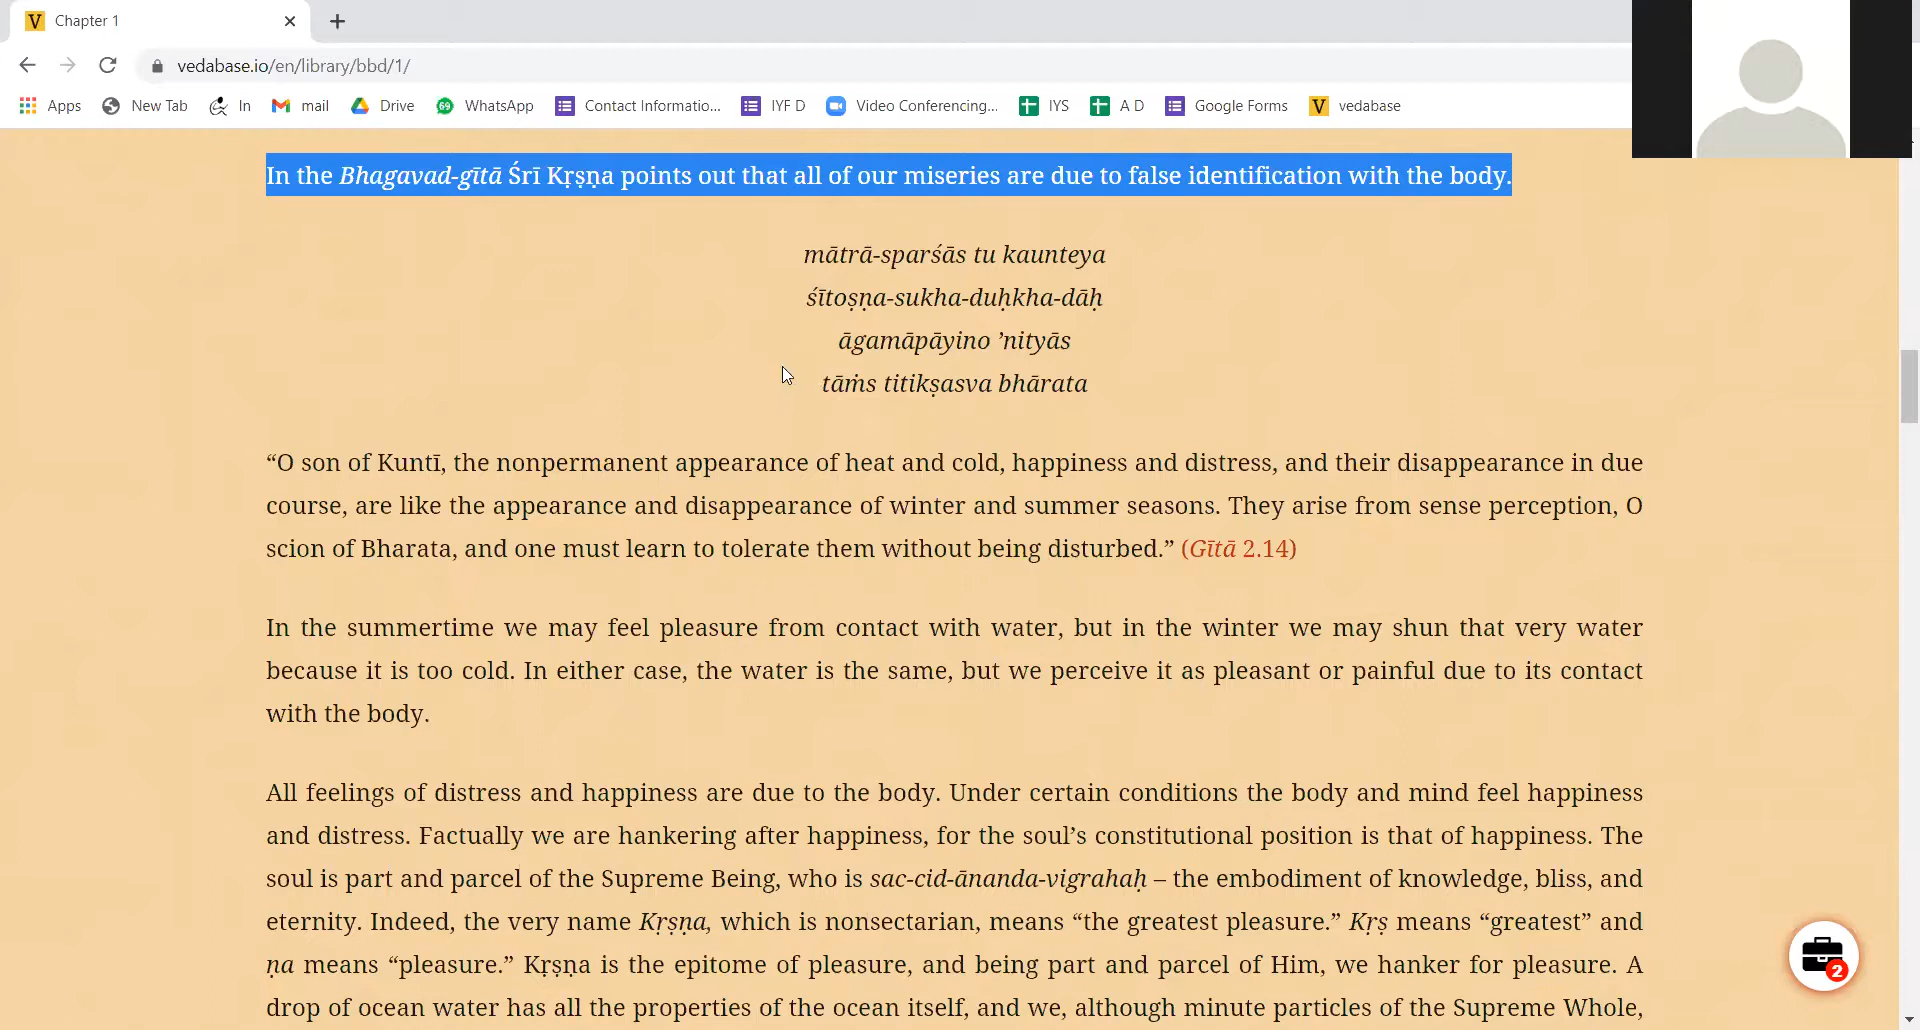 Chapter 1
vedabase.io/en/library/bbd/1/
Apps New Tab In mail Drive WhatsApp Contact Informatio... IYF D Video Conferencing... IYS A D Google Forms vedabase
In the Bhagavad-gītā Śrī Kṛṣṇa points out that all of our miseries are due to false identification with the body.
mātrā-sparśās tu kaunteya
śītoṣṇa-sukha-duḥkha-dāḥ
āgamāpāyino ’nityās
tāṁs titikṣasva bhārata
“O son of Kuntī, the nonpermanent appearance of heat and cold, happiness and distress, and their disappearance in due
course, are like the appearance and disappearance of winter and summer seasons. They arise from sense perception, O
scion of Bharata, and one must learn to tolerate them without being disturbed.” (Gītā 2.14)
In the summertime we may feel pleasure from contact with water, but in the winter we may shun that very water
because it is too cold. In either case, the water is the same, but we perceive it as pleasant or painful due to its contact
with the body.
All feelings of distress and happiness are due to the body. Under certain conditions the body and mind feel happiness
and distress. Factually we are hankering after happiness, for the soul’s constitutional position is that of happiness. The
soul is part and parcel of the Supreme Being, who is sac-cid-ānanda-vigrahaḥ – the embodiment of knowledge, bliss, and
eternity. Indeed, the very name Kṛṣṇa, which is nonsectarian, means “the greatest pleasure.” Kṛṣ means “greatest” and
ṇa means “pleasure.” Kṛṣṇa is the epitome of pleasure, and being part and parcel of Him, we hanker for pleasure. A
drop of ocean water has all the properties of the ocean itself, and we, although minute particles of the Supreme Whole,
2